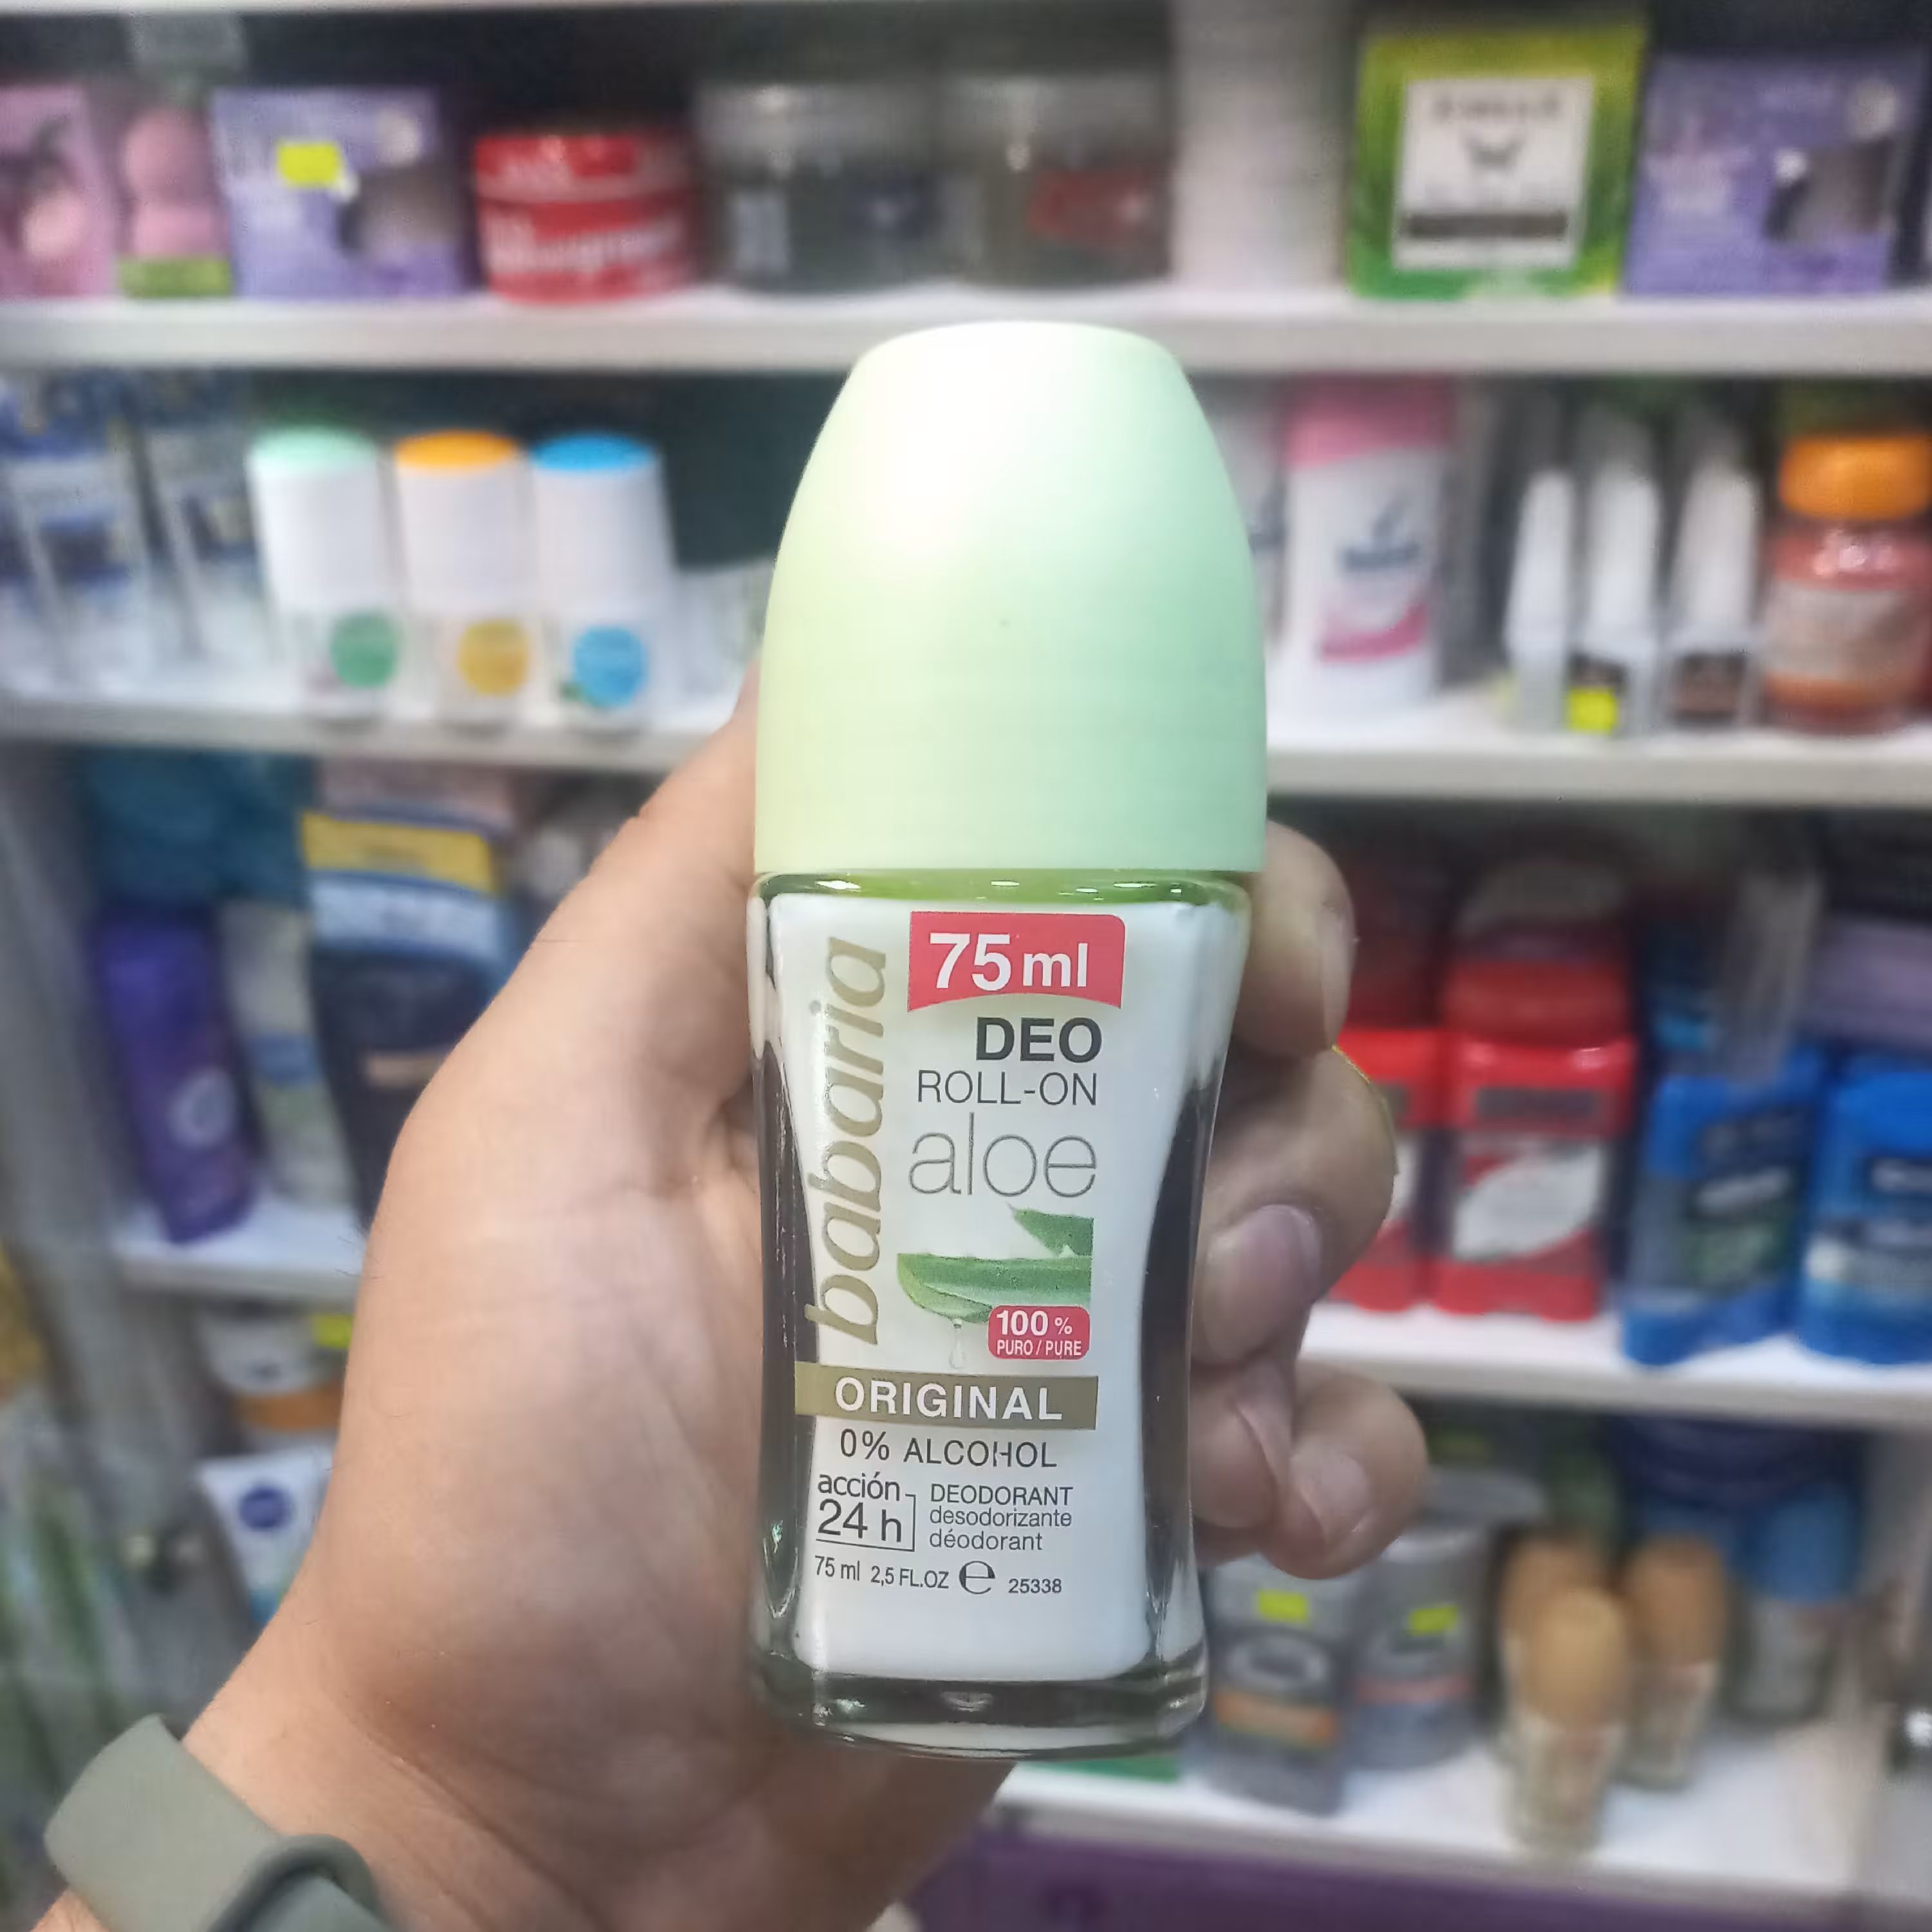 75 ml
babaria
DEO
ROLL-ON
aloe
100 %
PURO / PURE
ORIGINAL
0% ALCOHOL
acción
24 h
DEODORANT
desodorizante
déodorant
75 ml 2,5 FL.OZ ℮ 25338